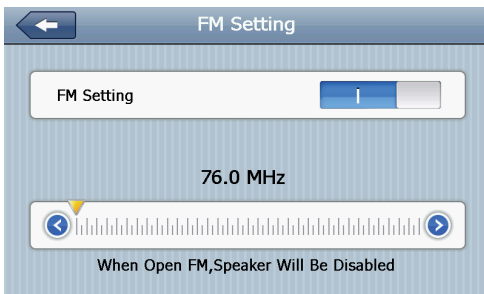 FM Setting
FM Setting
76.0 MHz
When Open FM,Speaker Will Be Disabled